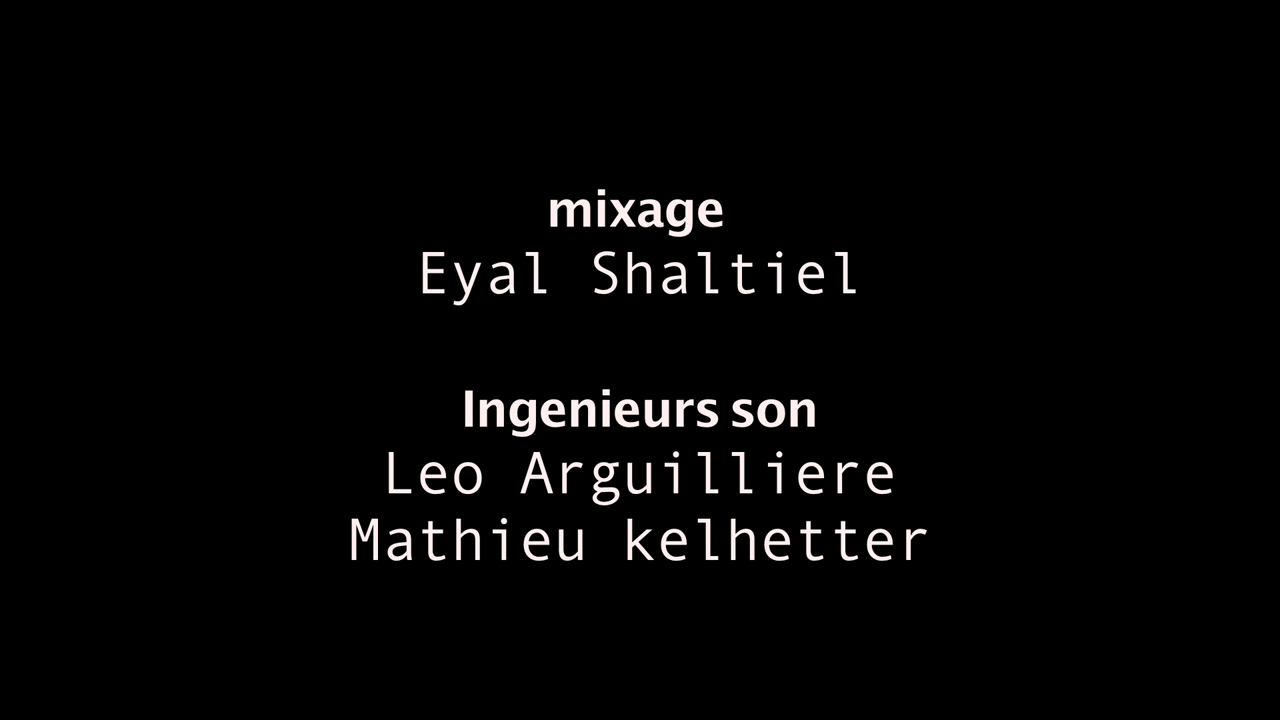 mixage
Eyal Shaltiel
Ingenieurs son
Leo Arguilliere
Mathieu kelhetter